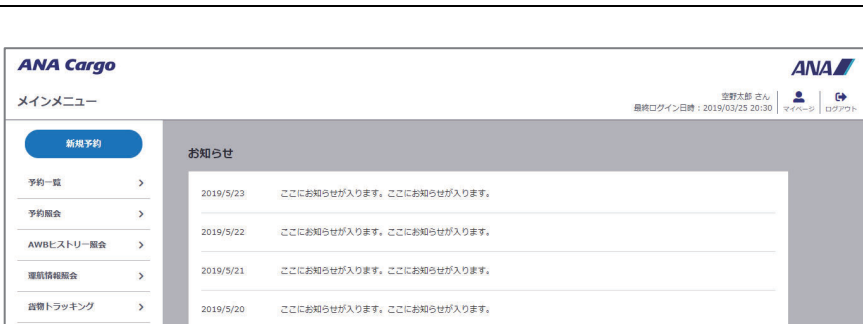 ANA Cargo
ANA
メインメニュー
空野太郎 さん
最終ログイン日時：2019/03/25 20:30
マイページ
ログアウト
新規予約
予約一覧
予約照会
AWBヒストリー照会
運航情報照会
貨物トラッキング
お知らせ
2019/5/23 ここにお知らせが入ります。ここにお知らせが入ります。
2019/5/22 ここにお知らせが入ります。ここにお知らせが入ります。
2019/5/21 ここにお知らせが入ります。ここにお知らせが入ります。
2019/5/20 ここにお知らせが入ります。ここにお知らせが入ります。